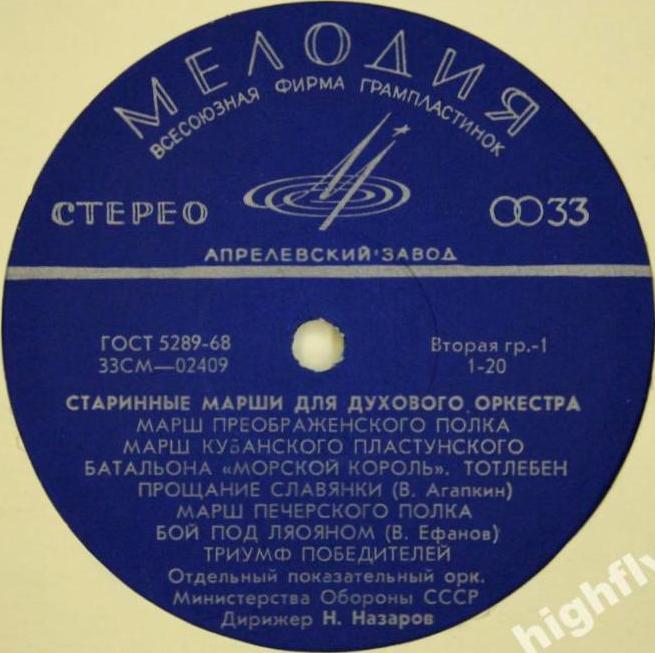 МЕЛОДИЯ
ВСЕСОЮЗНАЯ ФИРМА ГРАМПЛАСТИНОК
СТЕРЕО 33
АПРЕЛЕВСКИЙ ЗАВОД
ГОСТ 5289-68 Вторая гр.-1
33СМ—02409 1-20
СТАРИННЫЕ МАРШИ ДЛЯ ДУХОВОГО ОРКЕСТРА
МАРШ ПРЕОБРАЖЕНСКОГО ПОЛКА
МАРШ КУБАНСКОГО ПЛАСТУНСКОГО
БАТАЛЬОНА «МОРСКОЙ КОРОЛЬ». ТОТЛЕБЕН
ПРОЩАНИЕ СЛАВЯНКИ (В. Агапкин)
МАРШ ПЕЧЕРСКОГО ПОЛКА
БОЙ ПОД ЛЯОЯНОМ (В. Ефанов)
ТРИУМФ ПОБЕДИТЕЛЕЙ
Отдельный показательный орк.
Министерства Обороны СССР
Дирижер Н. Назаров